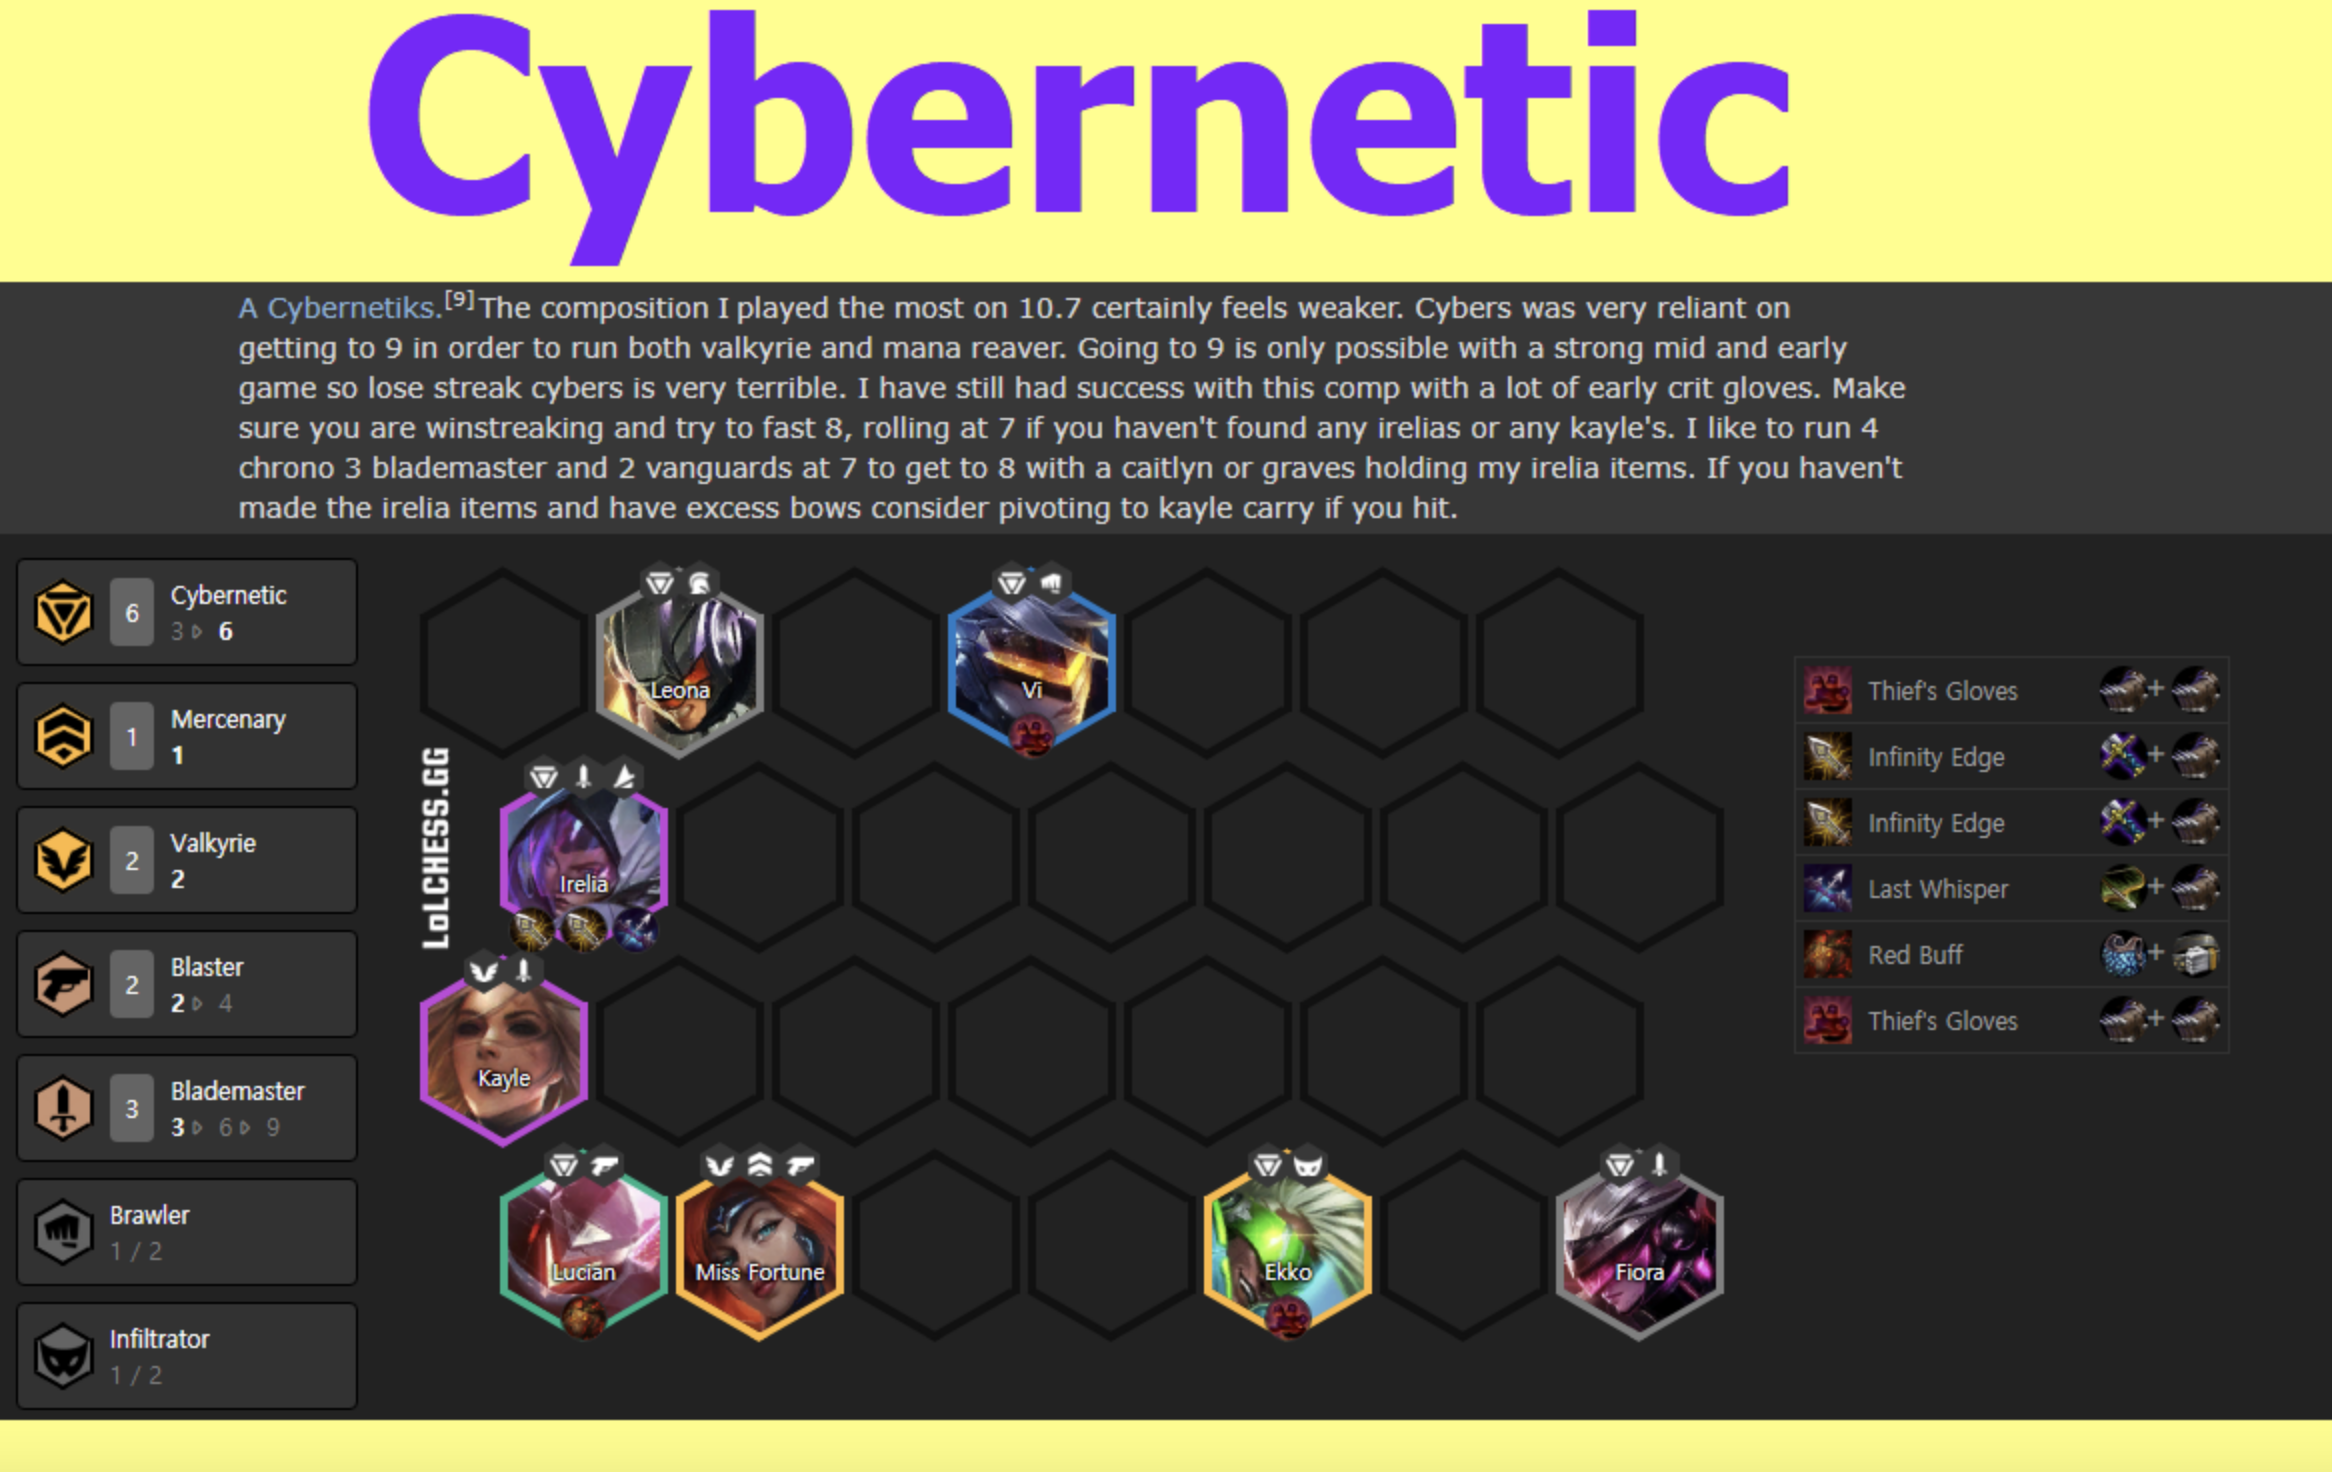 Cybernetic
A Cybernetiks.[9]The composition I played the most on 10.7 certainly feels weaker. Cybers was very reliant on
getting to 9 in order to run both valkyrie and mana reaver. Going to 9 is only possible with a strong mid and early
game so lose streak cybers is very terrible. I have still had success with this comp with a lot of early crit gloves. Make
sure you are winstreaking and try to fast 8, rolling at 7 if you haven't found any irelias or any kayle's. I like to run 4
chrono 3 blademaster and 2 vanguards at 7 to get to 8 with a caitlyn or graves holding my irelia items. If you haven't
made the irelia items and have excess bows consider pivoting to kayle carry if you hit.
6 Cybernetic
3 6
1 Mercenary
1
2 Valkyrie
2
2 Blaster
2 4
3 Blademaster
3 6 9
Brawler
1 / 2
Infiltrator
1 / 2
LoLCHESS.GG
Leona
Vi
Irelia
Kayle
Lucian
Miss Fortune
Ekko
Fiora
Thief's Gloves +
Infinity Edge +
Infinity Edge +
Last Whisper +
Red Buff +
Thief's Gloves +